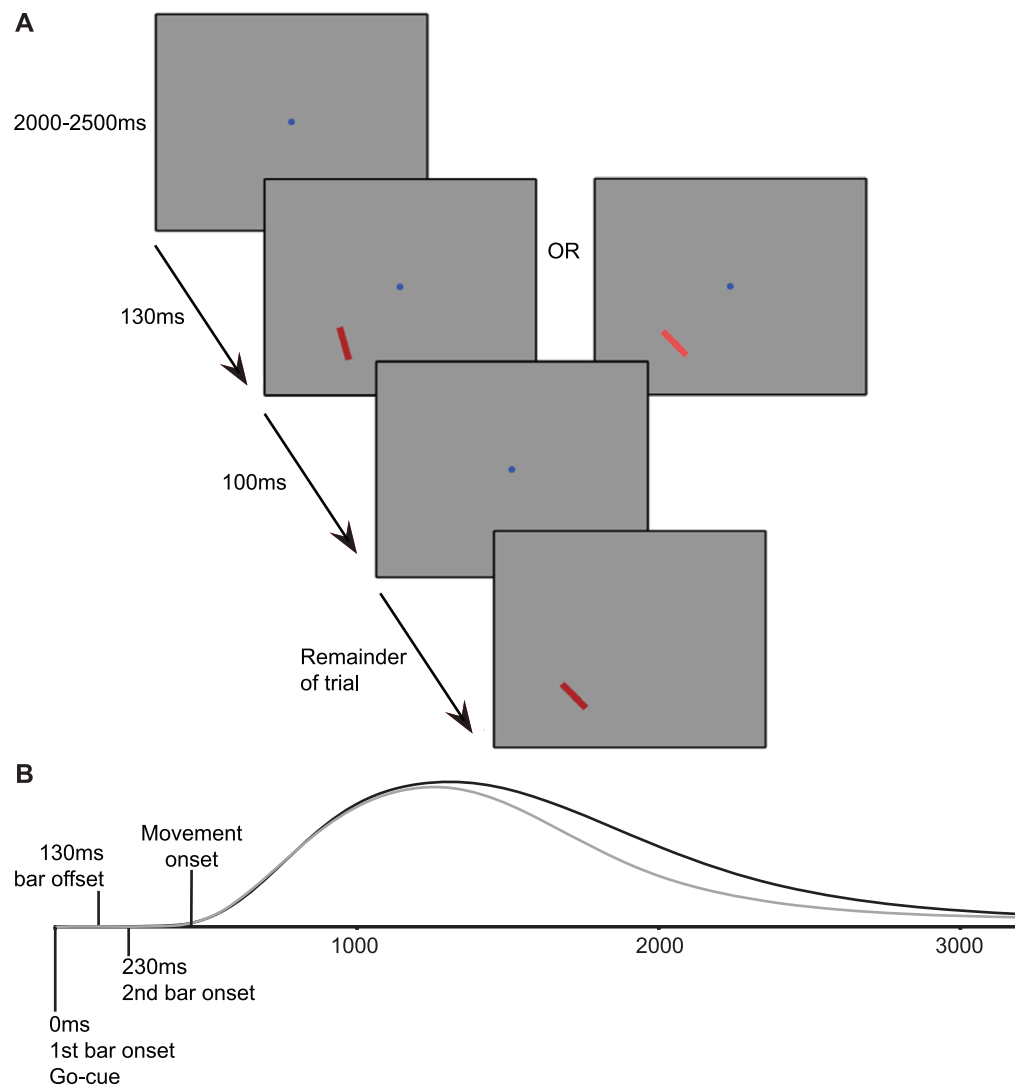 A
2000-2500ms
OR
130ms
100ms
Remainder
of trial
B
Movement
onset
130ms
bar offset
1000
2000
3000
230ms
2nd bar onset
0ms
1st bar onset
Go-cue